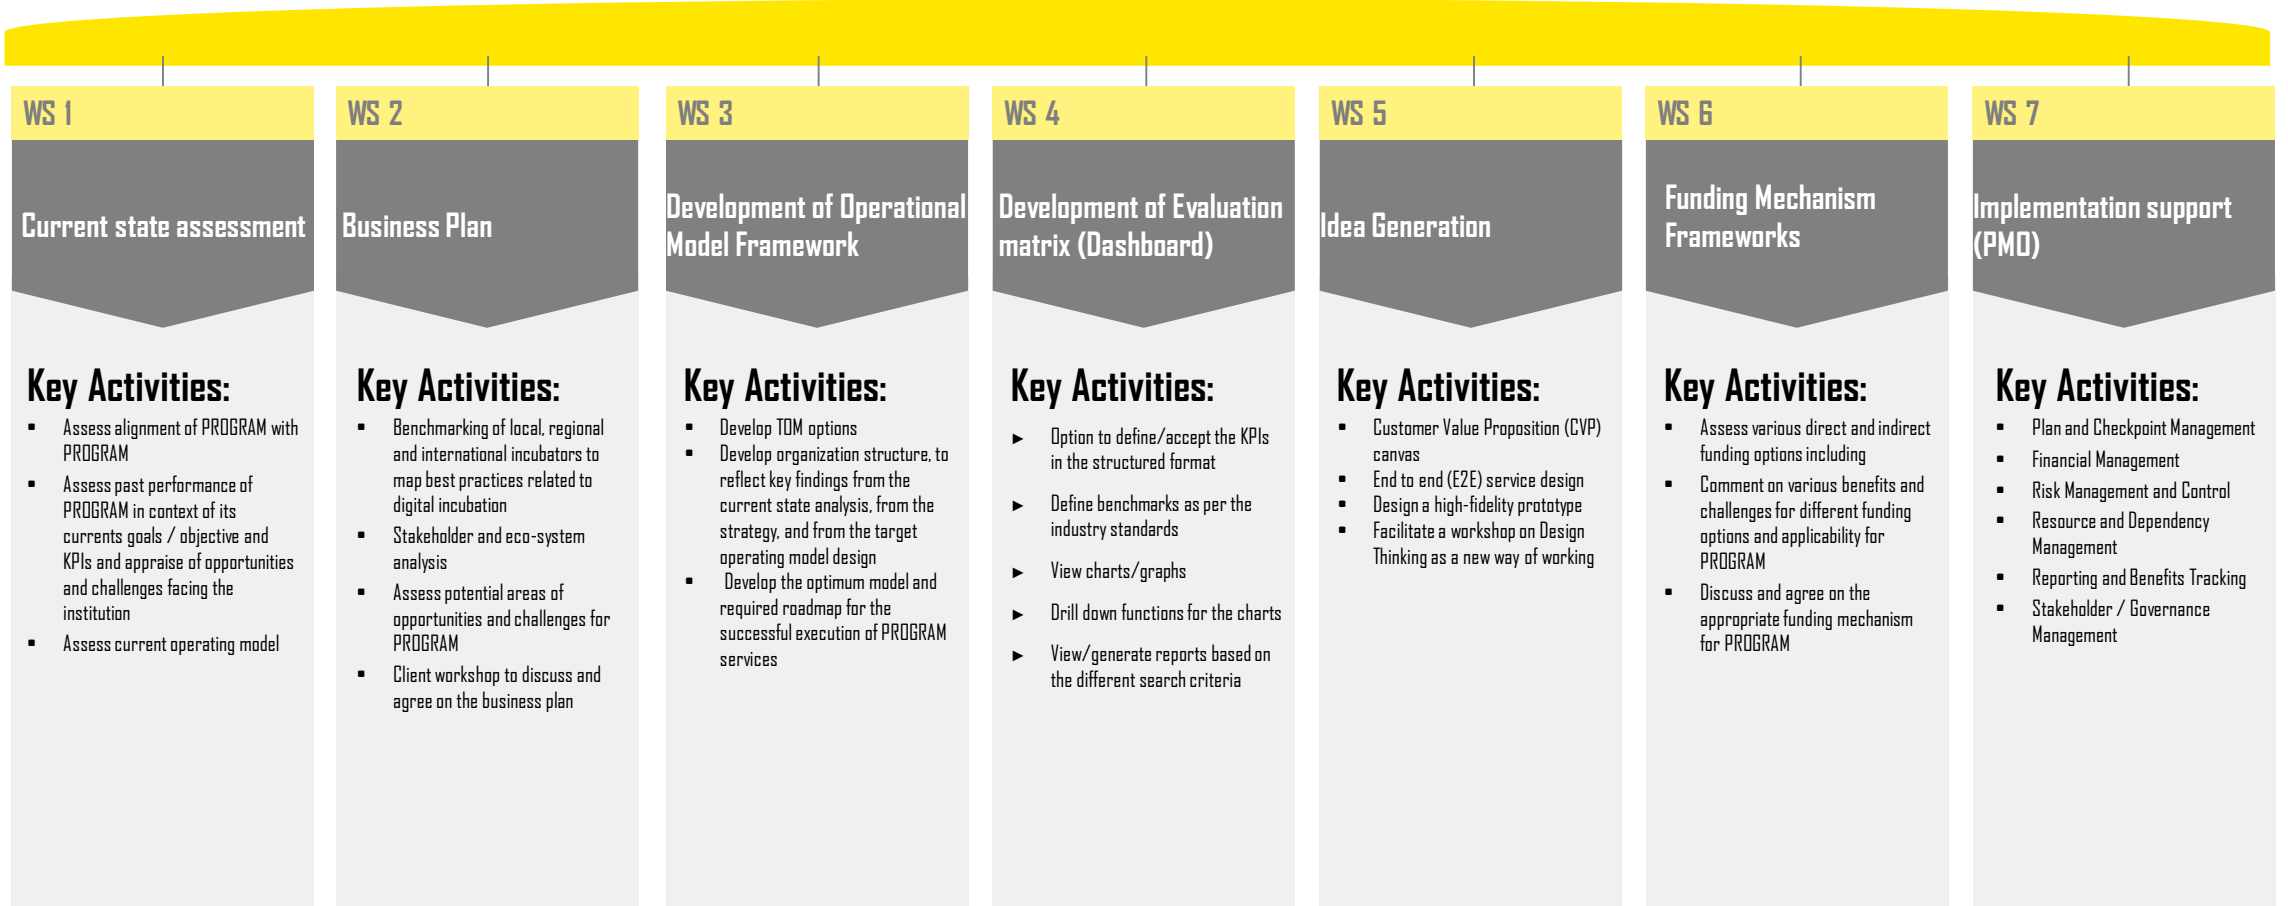 WS 1
Current state assessment
Key Activities:
▪ Assess alignment of PROGRAM with
PROGRAM
▪ Assess past performance of
PROGRAM in context of its
currents goals / objective and
KPIs and appraise of opportunities
and challenges facing the
institution
▪ Assess current operating model
WS 2
Business Plan
Key Activities:
▪ Benchmarking of local, regional
and international incubators to
map best practices related to
digital incubation
▪ Stakeholder and eco-system
analysis
▪ Assess potential areas of
opportunities and challenges for
PROGRAM
▪ Client workshop to discuss and
agree on the business plan
WS 3
Development of Operational
Model Framework
Key Activities:
▪ Develop TOM options
▪ Develop organization structure, to
reflect key findings from the
current state analysis, from the
strategy, and from the target
operating model design
▪ Develop the optimum model and
required roadmap for the
successful execution of PROGRAM
services
WS 4
Development of Evaluation
matrix (Dashboard)
Key Activities:
► Option to define/accept the KPIs
in the structured format
► Define benchmarks as per the
industry standards
► View charts/graphs
► Drill down functions for the charts
► View/generate reports based on
the different search criteria
WS 5
Idea Generation
Key Activities:
▪ Customer Value Proposition (CVP)
canvas
▪ End to end (E2E) service design
▪ Design a high-fidelity prototype
▪ Facilitate a workshop on Design
Thinking as a new way of working
WS 6
Funding Mechanism
Frameworks
Key Activities:
▪ Assess various direct and indirect
funding options including
▪ Comment on various benefits and
challenges for different funding
options and applicability for
PROGRAM
▪ Discuss and agree on the
appropriate funding mechanism
for PROGRAM
WS 7
Implementation support
(PMO)
Key Activities:
▪ Plan and Checkpoint Management
▪ Financial Management
▪ Risk Management and Control
▪ Resource and Dependency
Management
▪ Reporting and Benefits Tracking
▪ Stakeholder / Governance
Management